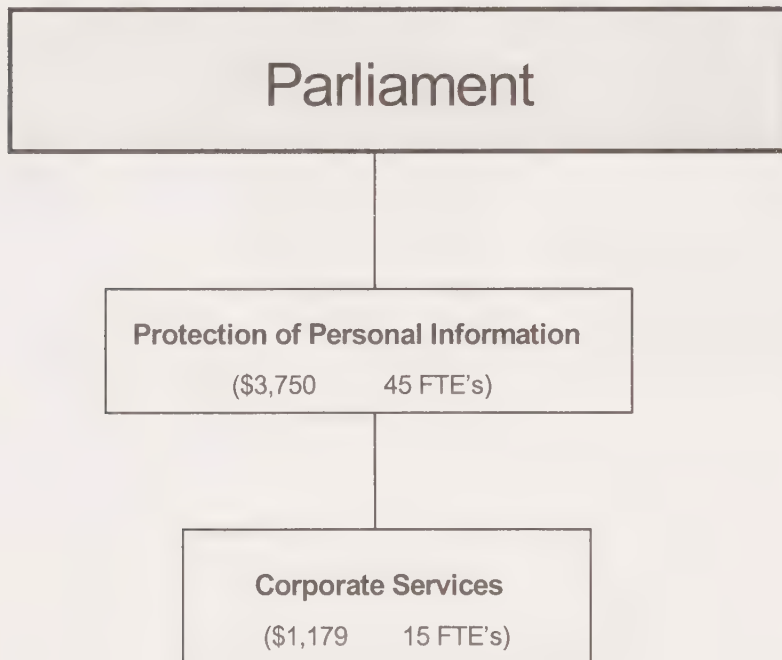 Parliament
Protection of Personal Information
($3,750 45 FTE's)
Corporate Services
($1,179 15 FTE's)